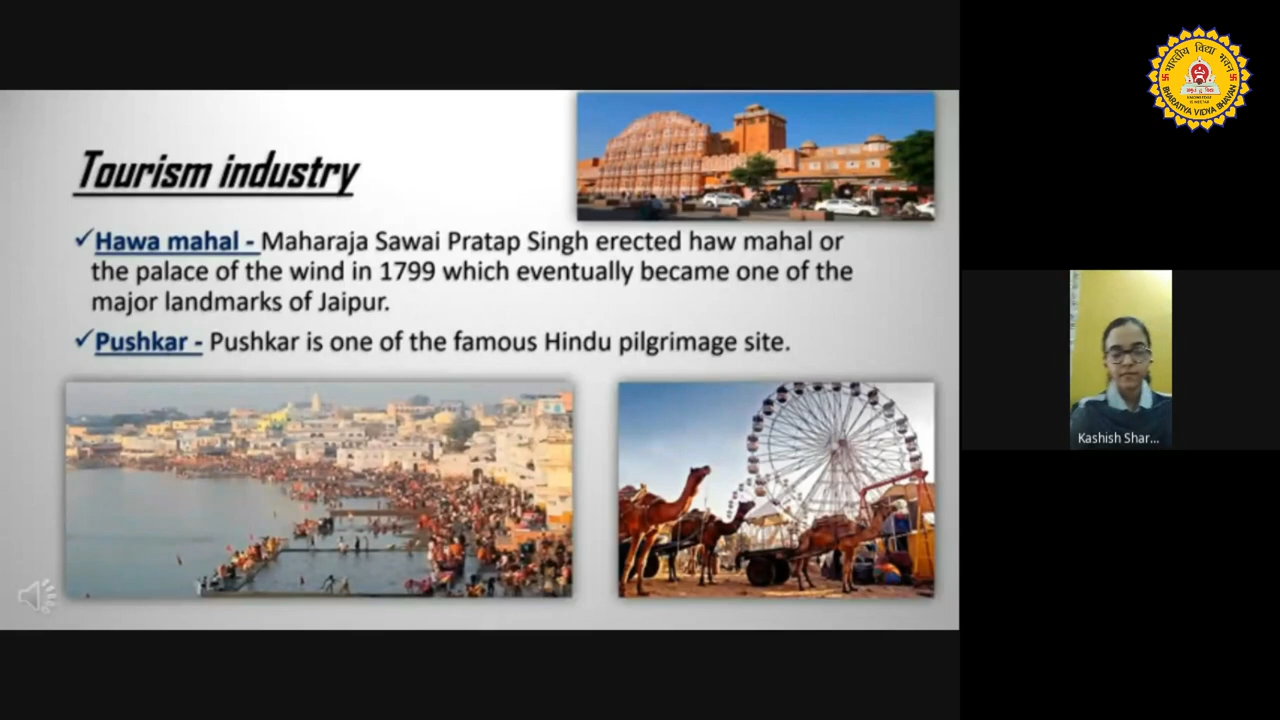 Tourism industry
✓Hawa mahal - Maharaja Sawai Pratap Singh erected haw mahal or
the palace of the wind in 1799 which eventually became one of the
major landmarks of Jaipur.
✓Pushkar - Pushkar is one of the famous Hindu pilgrimage site.
भारतीय विद्या भवन
BHARATIYA VIDYA BHAVAN
Kashish Shar...